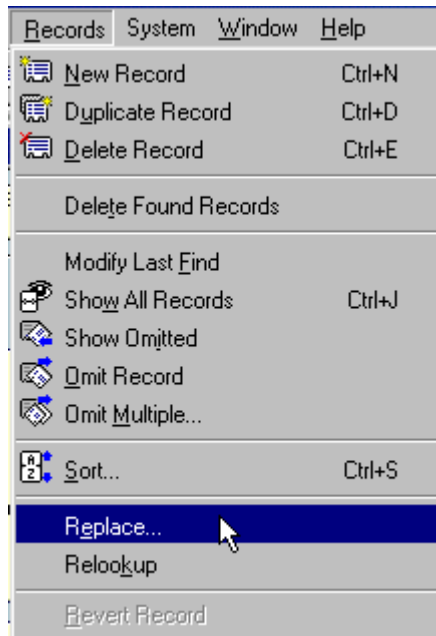 Records System Window Help
New Record Ctrl+N
Duplicate Record Ctrl+D
Delete Record Ctrl+E
Delete Found Records
Modify Last Find
Show All Records Ctrl+J
Show Omitted
Omit Record
Omit Multiple...
Sort... Ctrl+S
Replace...
Relookup
Revert Record